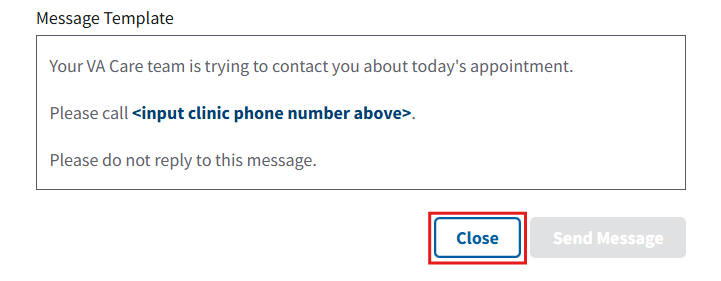 Message Template
Your VA Care team is trying to contact you about today's appointment.
Please call <input clinic phone number above>.
Please do not reply to this message.
Close
Send Message